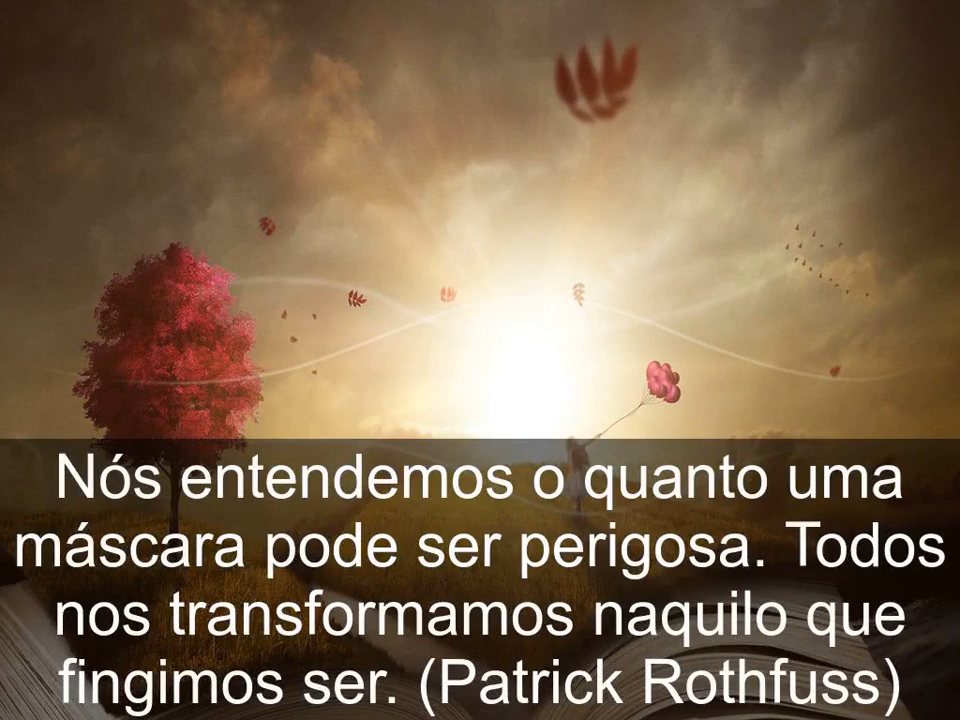 Nós entendemos o quanto uma
máscara pode ser perigosa. Todos
nos transformamos naquilo que
fingimos ser. (Patrick Rothfuss)